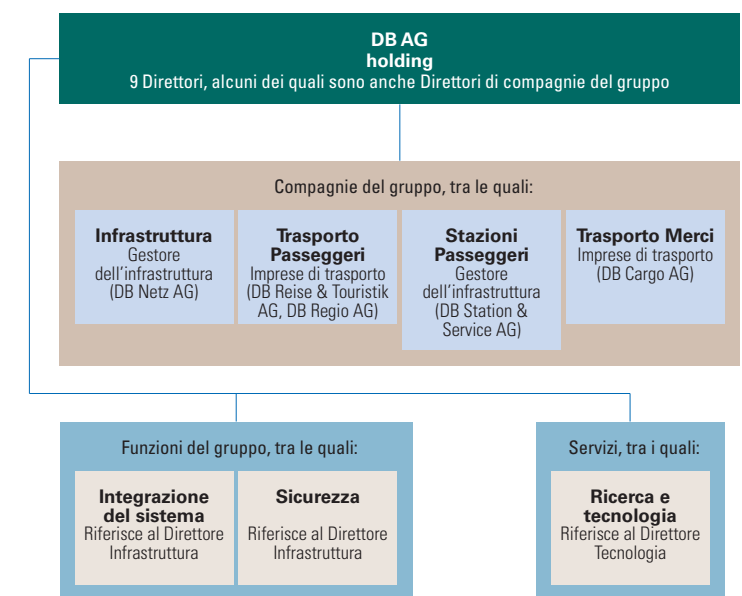 DB AG
holding
9 Direttori, alcuni dei quali sono anche Direttori di compagnie del gruppo
Compagnie del gruppo, tra le quali:
Infrastruttura
Gestore
dell'infrastruttura
(DB Netz AG)
Trasporto
Passeggeri
Imprese di trasporto
(DB Reise & Touristik
AG, DB Regio AG)
Stazioni
Passeggeri
Gestore
dell'infrastruttura
(DB Station &
Service AG)
Trasporto Merci
Imprese di trasporto
(DB Cargo AG)
Funzioni del gruppo, tra le quali:
Integrazione
del sistema
Riferisce al Direttore
Infrastruttura
Sicurezza
Riferisce al Direttore
Infrastruttura
Servizi, tra i quali:
Ricerca e
tecnologia
Riferisce al Direttore
Tecnologia